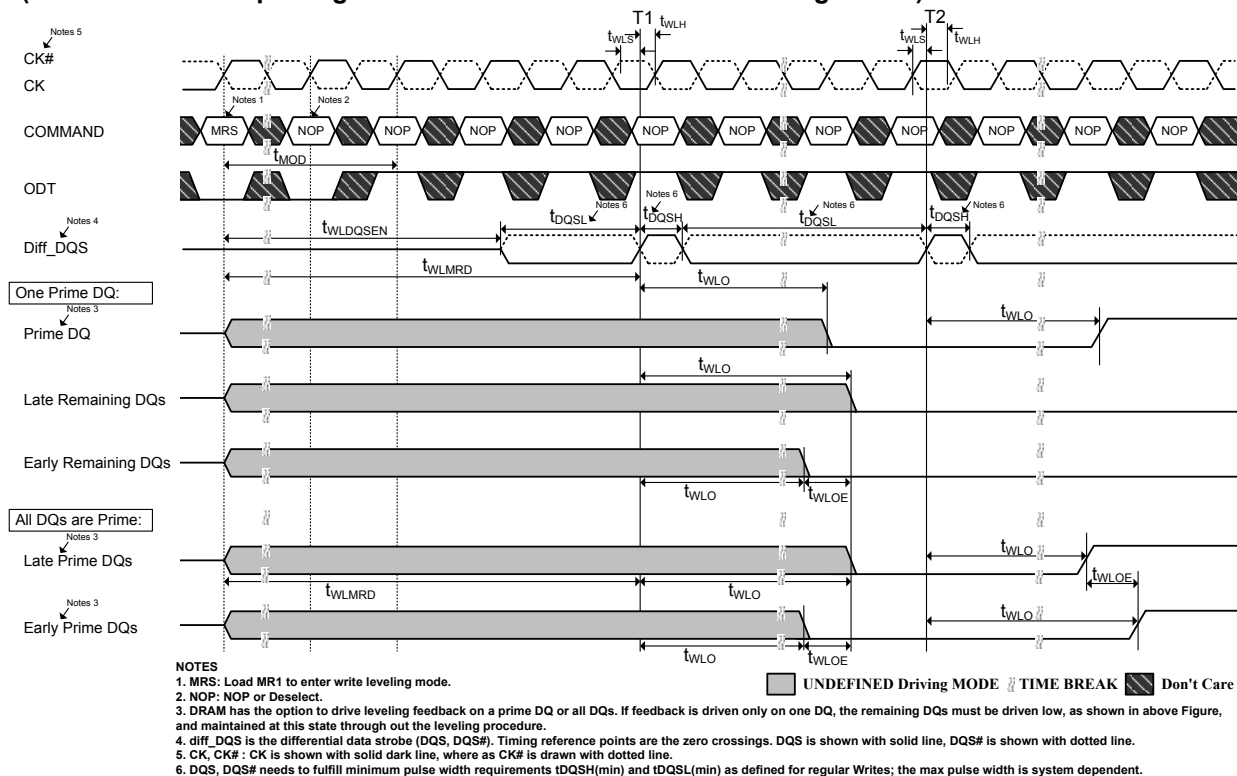 T1
T2
tWLS
tWLH
tWLS
tWLH
Notes 5
CK#
CK
Notes 1
Notes 2
COMMAND
MRS
NOP
NOP
NOP
NOP
NOP
NOP
NOP
NOP
NOP
NOP
NOP
tMOD
ODT
Notes 6
Notes 6
Notes 6
Notes 6
Notes 4
Diff_DQS
tWLDQSEN
tDQSL
tDQSH
tDQSL
tDQSH
tWLMRD
tWLO
One Prime DQ:
Notes 3
Prime DQ
tWLO
tWLO
Late Remaining DQs
Early Remaining DQs
tWLO
tWLOE
All DQs are Prime:
Notes 3
Late Prime DQs
tWLO
tWLMRD
tWLO
tWLOE
Notes 3
Early Prime DQs
tWLO
tWLO
tWLOE
NOTES
1. MRS: Load MR1 to enter write leveling mode.
UNDEFINED Driving MODE
TIME BREAK
Don't Care
2. NOP: NOP or Deselect.
3. DRAM has the option to drive leveling feedback on a prime DQ or all DQs. If feedback is driven only on one DQ, the remaining DQs must be driven low, as shown in above Figure,
and maintained at this state through out the leveling procedure.
4. diff_DQS is the differential data strobe (DQS, DQS#). Timing reference points are the zero crossings. DQS is shown with solid line, DQS# is shown with dotted line.
5. CK, CK# : CK is shown with solid dark line, where as CK# is drawn with dotted line.
6. DQS, DQS# needs to fulfill minimum pulse width requirements tDQSH(min) and tDQSL(min) as defined for regular Writes; the max pulse width is system dependent.